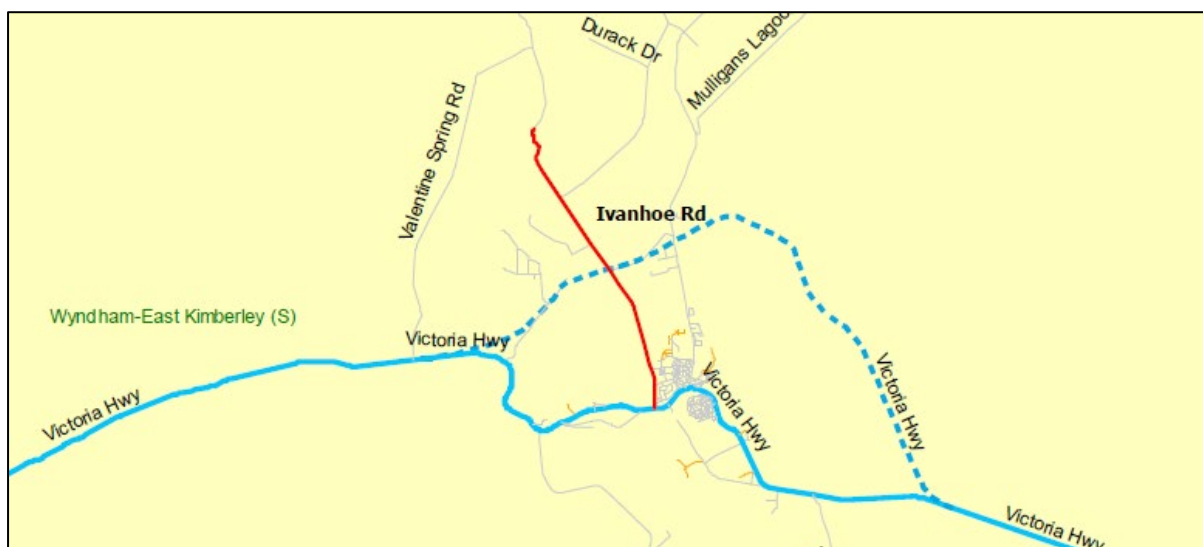 Durack Dr
Mulligans Lagoo
Valentine Spring Rd
Ivanhoe Rd
Wyndham-East Kimberley (S)
Victoria Hwy
Victoria Hwy
Victoria Hwy
Victoria Hwy
Victoria Hwy